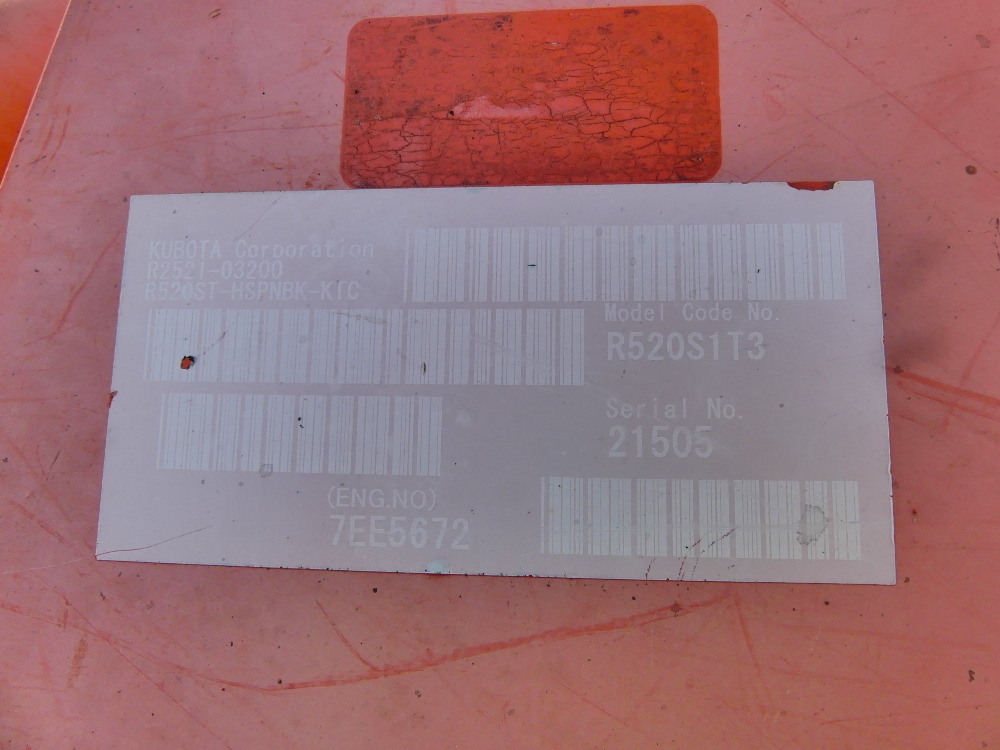 KUBOTA Corporation
R2521-03200
R520ST-HSPNBK-KTC
Model Code No.
R520S1T3
Serial No.
21505
(ENG.NO)
7EE5672